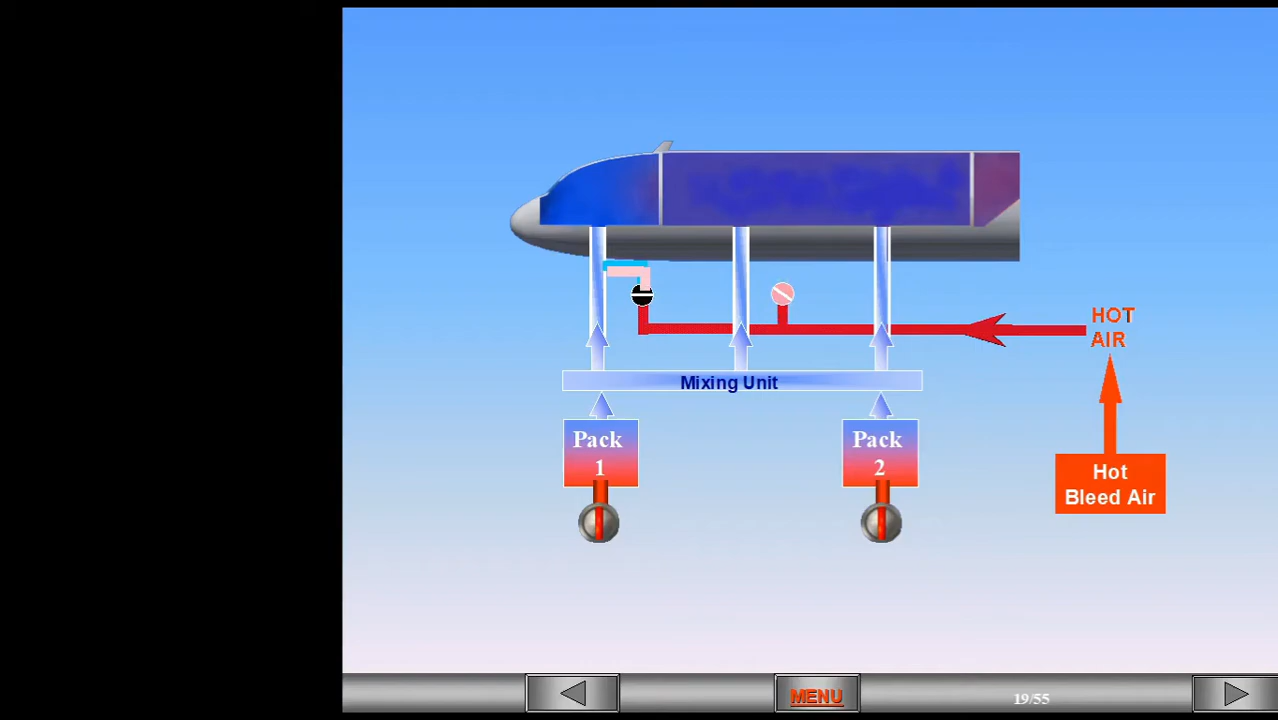 HOT
AIR
Mixing Unit
Pack
1
Pack
2
Hot
Bleed Air
MENU
19/55